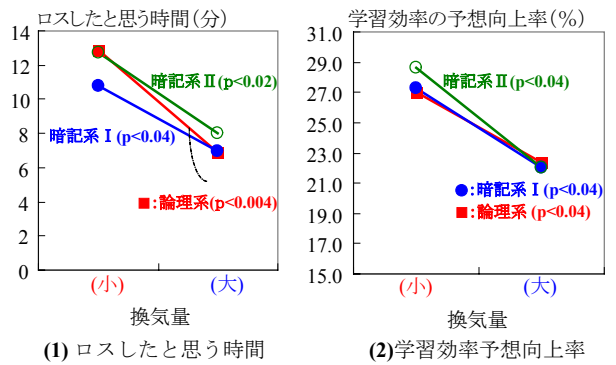 ロスしたと思う時間(分)
14
12
10
8
6
4
2
0
暗記系Ⅱ(p<0.02)
暗記系Ⅰ(p<0.04)
■:論理系(p<0.004)
(小)
(大)
換気量
(1) ロスしたと思う時間
学習効率の予想向上率(%)
31.0
29.0
27.0
25.0
23.0
21.0
19.0
17.0
15.0
暗記系Ⅱ(p<0.04)
●:暗記系Ⅰ(p<0.04)
■:論理系(p<0.04)
(小)
(大)
換気量
(2)学習効率予想向上率